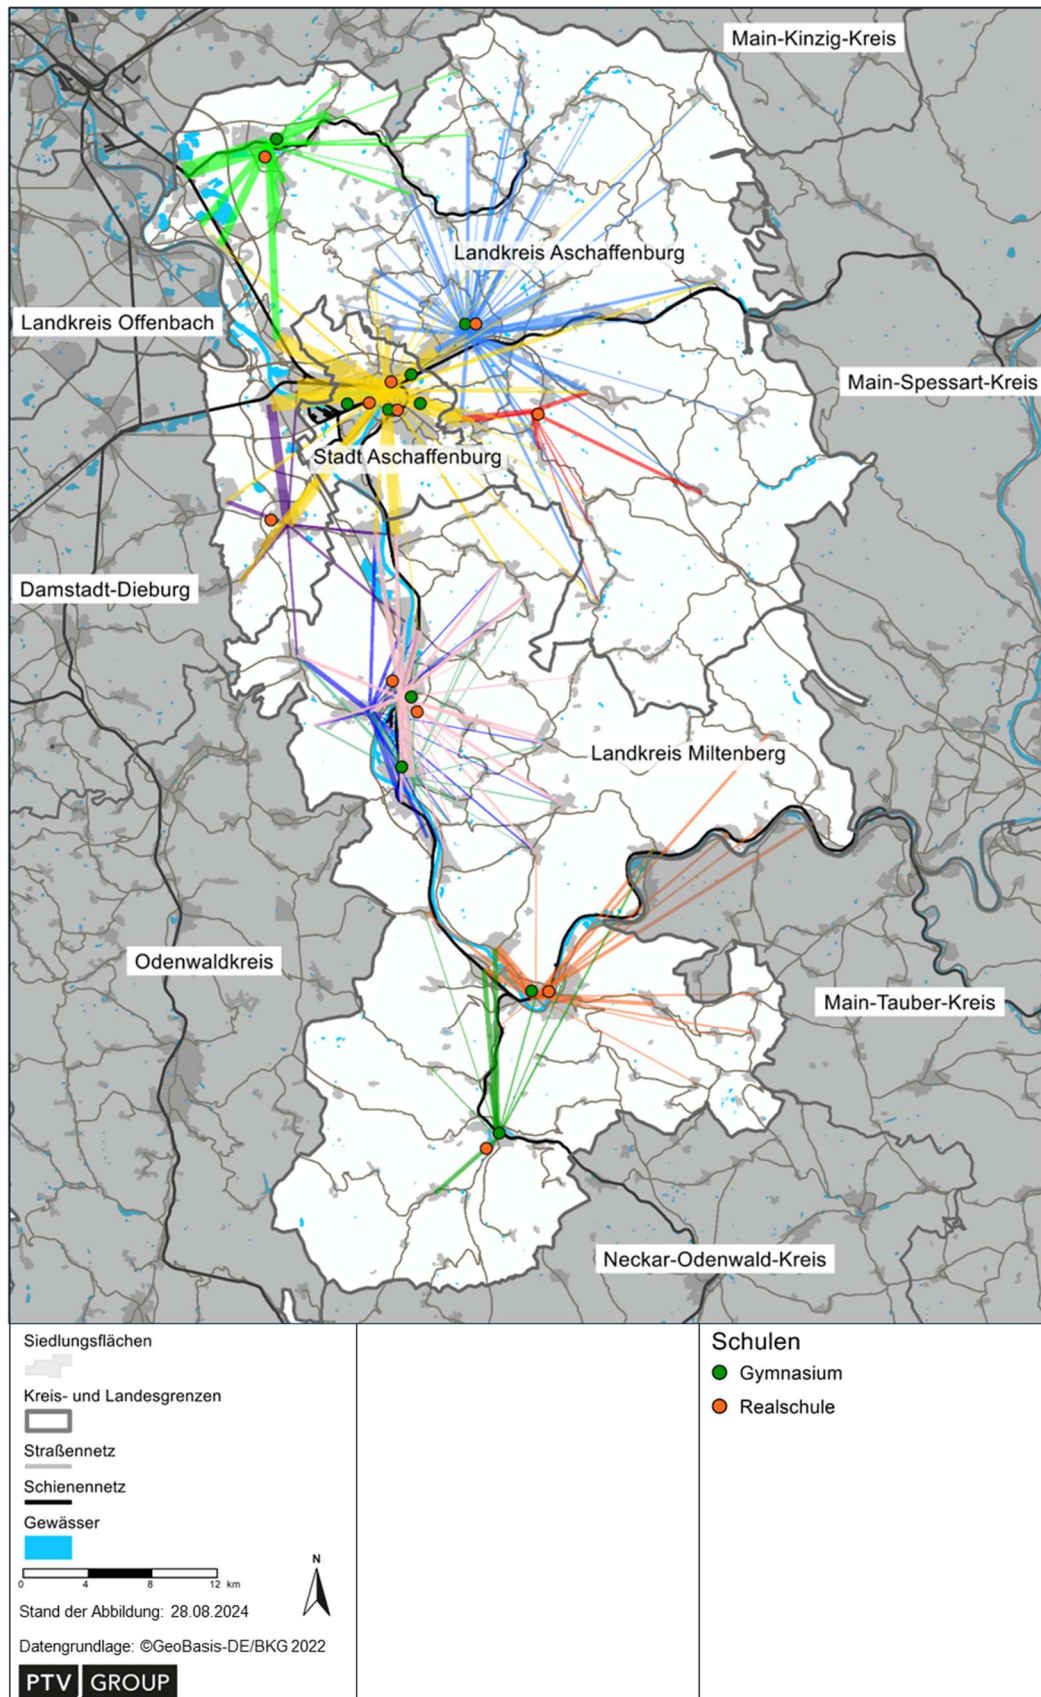 Main-Kinzig-Kreis
Landkreis Aschaffenburg
Landkreis Offenbach
Main-Spessart-Kreis
Stadt Aschaffenburg
Damstadt-Dieburg
Landkreis Miltenberg
Odenwaldkreis
Main-Tauber-Kreis
Neckar-Odenwald-Kreis
Siedlungsflächen
Kreis- und Landesgrenzen
Straßennetz
Schienennetz
Gewässer
0 4 8 12 km
N
Stand der Abbildung: 28.08.2024
Datengrundlage: ©GeoBasis-DE/BKG 2022
PTV GROUP
Schulen
Gymnasium
Realschule